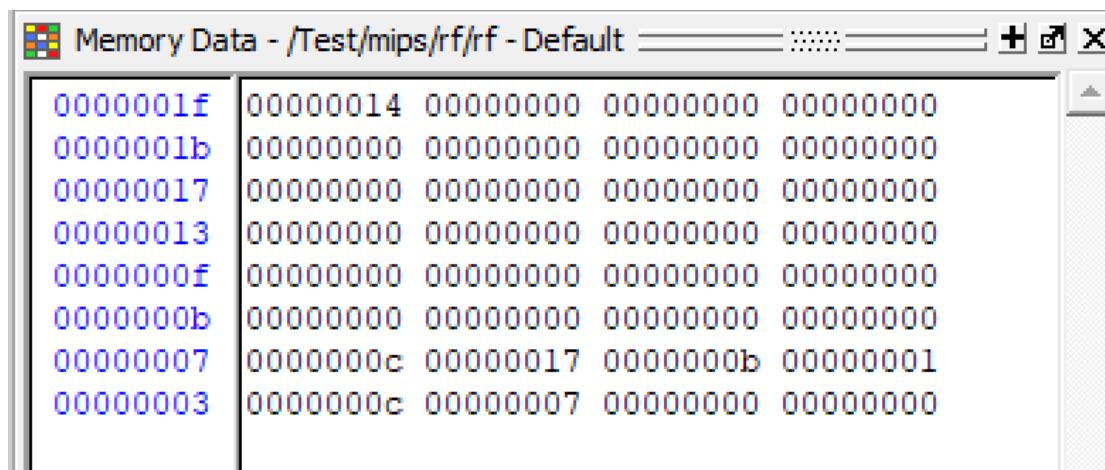 Memory Data - /Test/mips/rf/rf - Default
0000001f 00000014 00000000 00000000 00000000
0000001b 00000000 00000000 00000000 00000000
00000017 00000000 00000000 00000000 00000000
00000013 00000000 00000000 00000000 00000000
0000000f 00000000 00000000 00000000 00000000
0000000b 00000000 00000000 00000000 00000000
00000007 0000000c 00000017 0000000b 00000001
00000003 0000000c 00000007 00000000 00000000